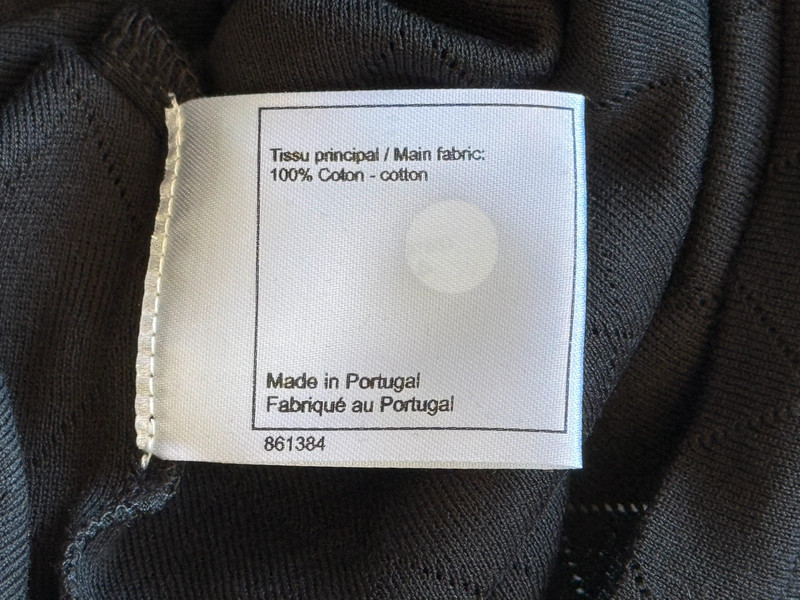 Tissu principal / Main fabric:
100% Coton - cotton
Made in Portugal
Fabriqué au Portugal
861384